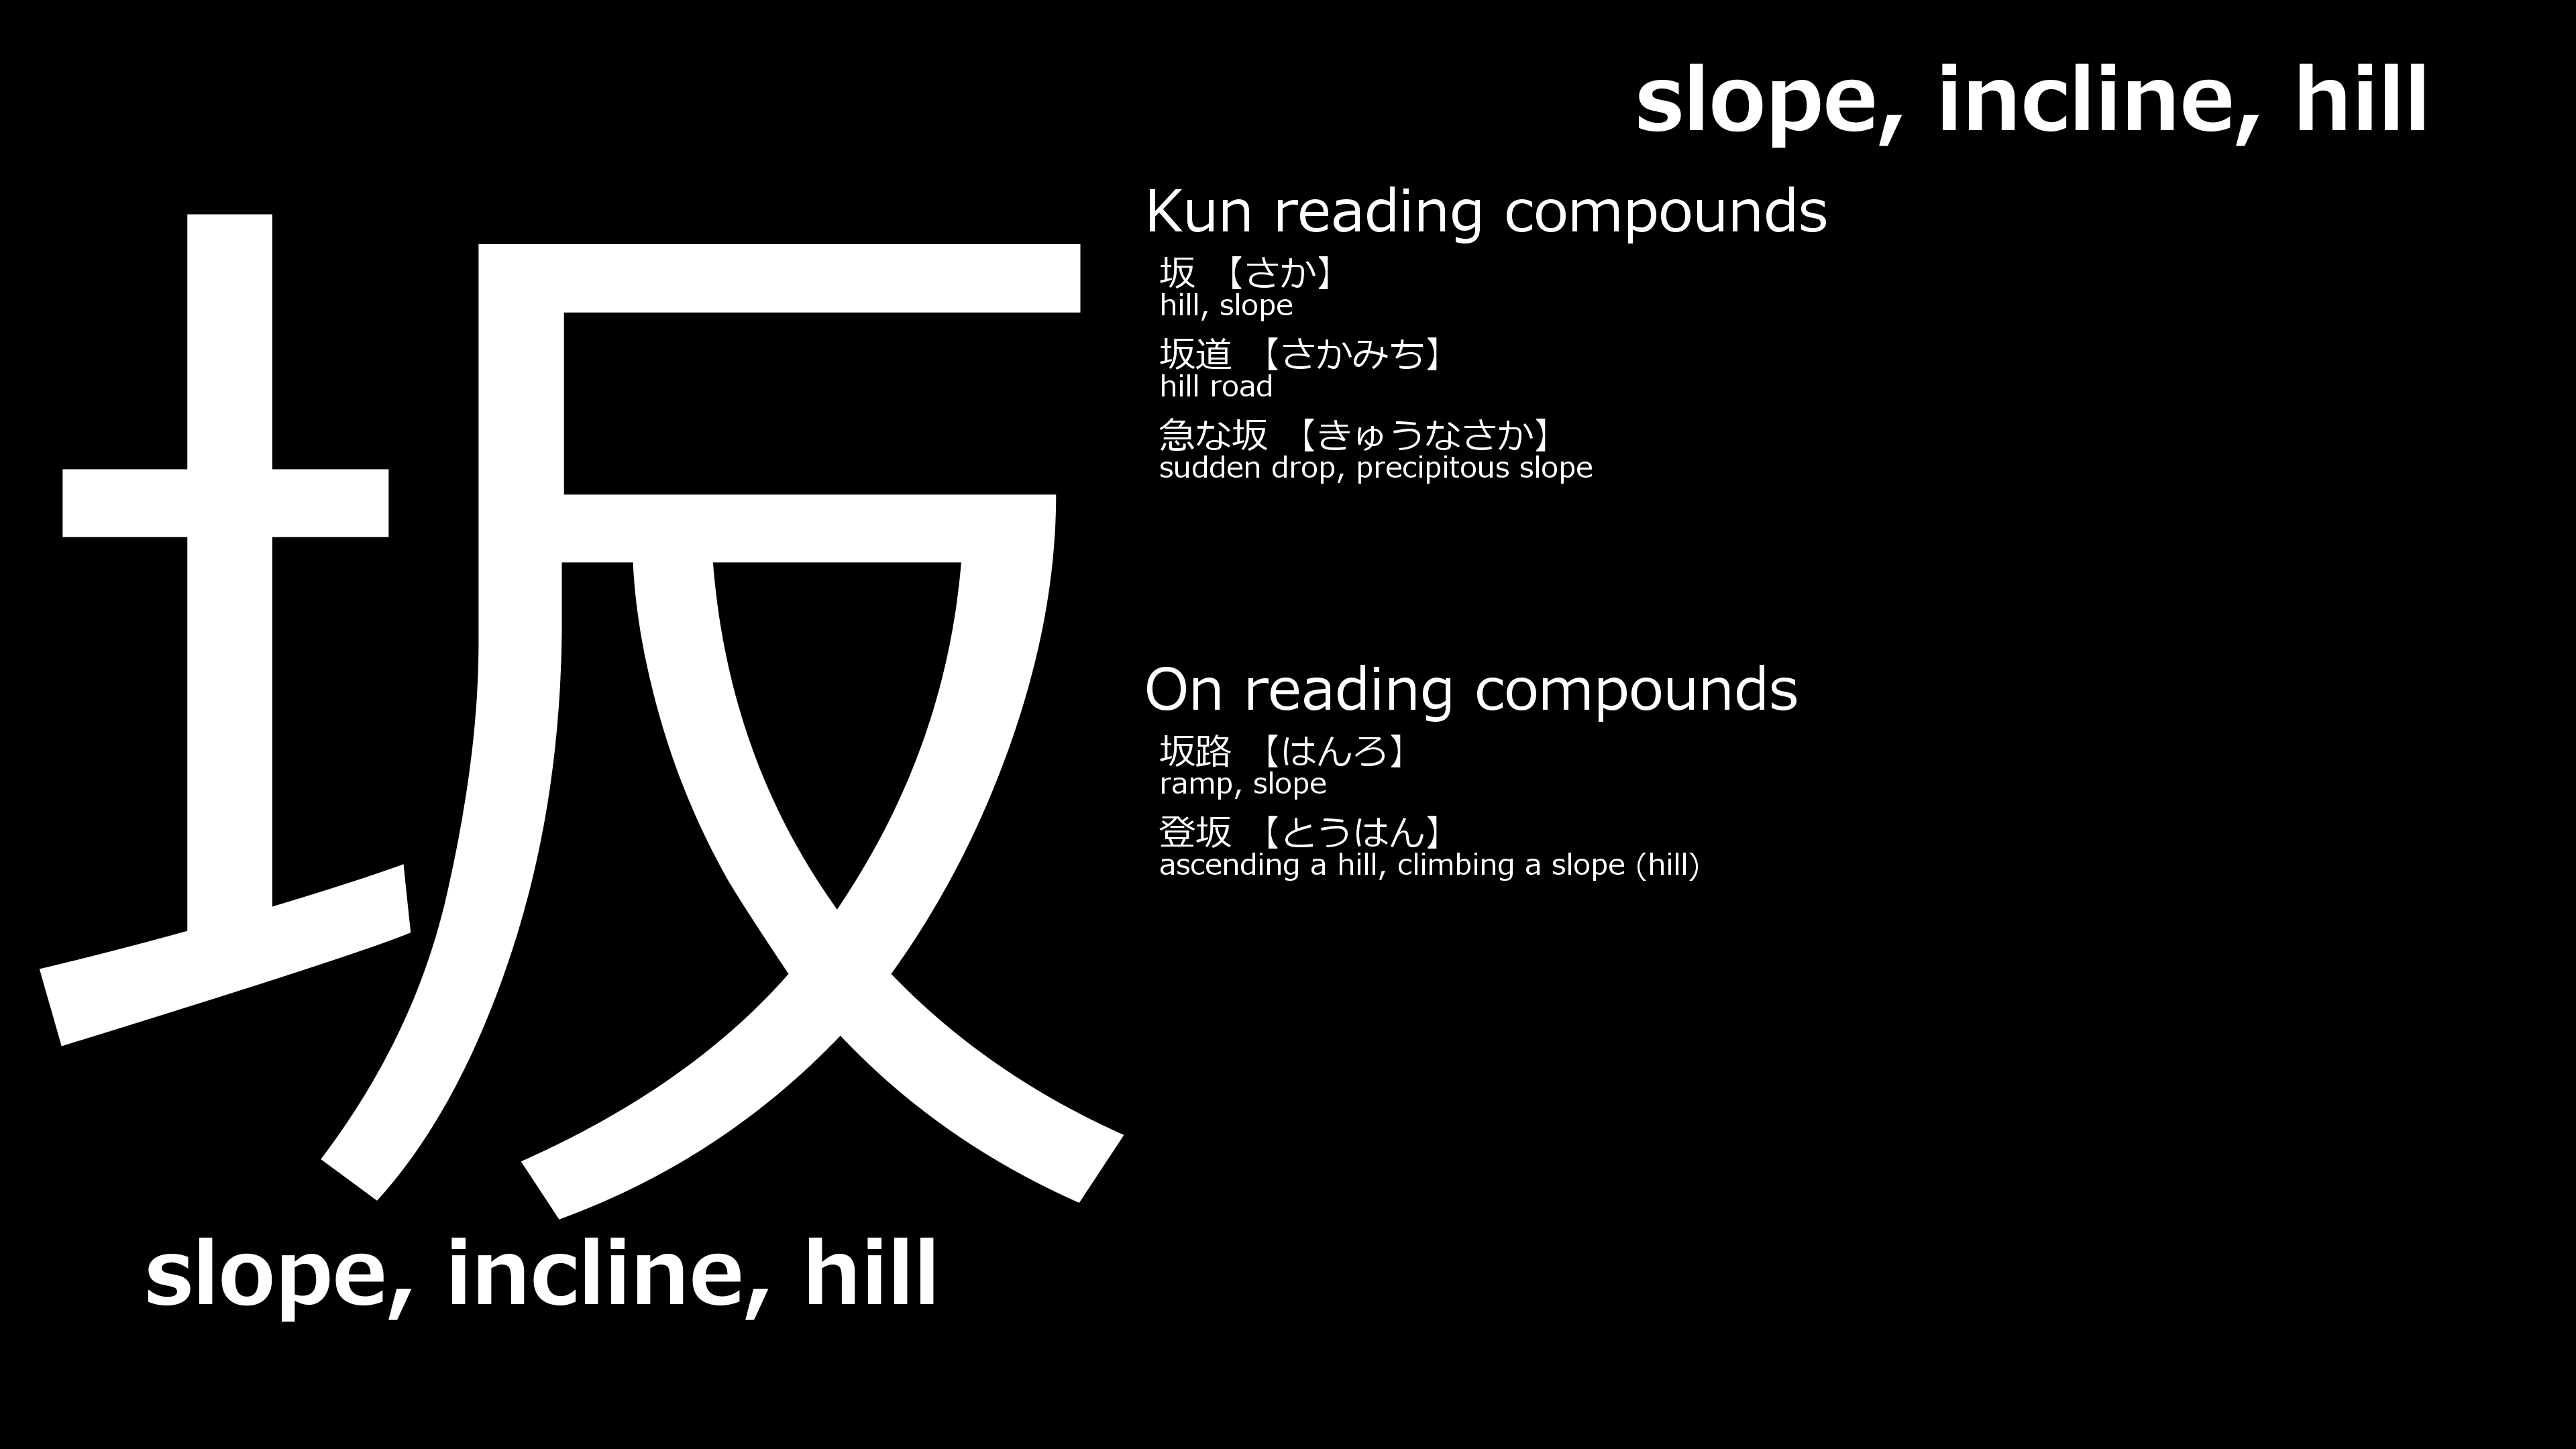 slope, incline, hill
坂
slope, incline, hill
Kun reading compounds
坂 【さか】
hill, slope
坂道 【さかみち】
hill road
急な坂 【きゅうなさか】
sudden drop, precipitous slope
On reading compounds
坂路 【はんろ】
ramp, slope
登坂 【とうはん】
ascending a hill, climbing a slope (hill)